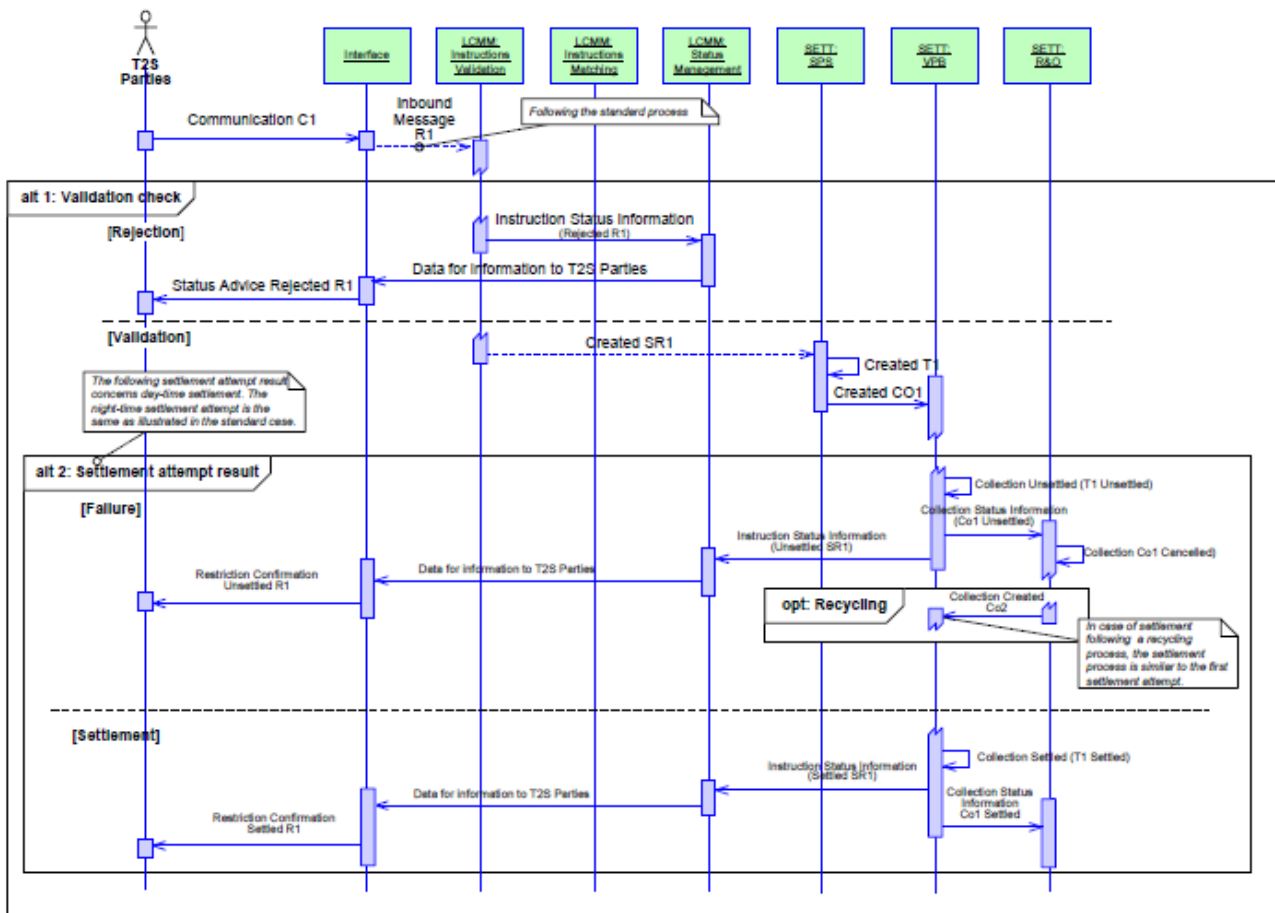 T2S
Parties
Interface
LCMM:
Instructions
Validation
LCMM:
Instructions
Matching
LCMM:
Status
Management
SETT:
SPS
SETT:
VPB
SETT:
R&O
Communication C1
Inbound
Message
R1
Following the standard process
alt 1: Validation check
[Rejection]
Instruction Status Information
(Rejected R1)
Data for information to T2S Parties
Status Advice Rejected R1
[Validation]
Created SR1
Created T1
Created CO1
The following settlement attempt result
concerns day-time settlement. The
night-time settlement attempt is the
same as illustrated in the standard case.
alt 2: Settlement attempt result
[Failure]
Collection Unsettled (T1 Unsettled)
Collection Status Information
(Co1 Unsettled)
Instruction Status Information
(Unsettled SR1)
Collection Co1 Cancelled)
Data for information to T2S Parties
Restriction Confirmation
Unsettled R1
opt: Recycling
Collection Created
Co2
In case of settlement
following a recycling
process, the settlement
process is similar to the first
settlement attempt.
[Settlement]
Collection Settled (T1 Settled)
Instruction Status Information
(Settled SR1)
Data for information to T2S Parties
Collection Status
Information
Co1 Settled
Restriction Confirmation
Settled R1